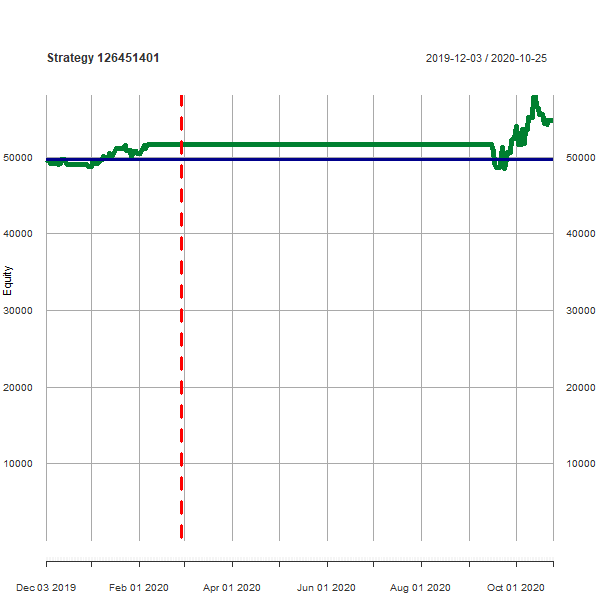 Strategy 126451401
2019-12-03 / 2020-10-25
50000
50000
40000
40000
Equity
30000
30000
20000
20000
10000
10000
Dec 03 2019
Feb 01 2020
Apr 01 2020
Jun 01 2020
Aug 01 2020
Oct 01 2020